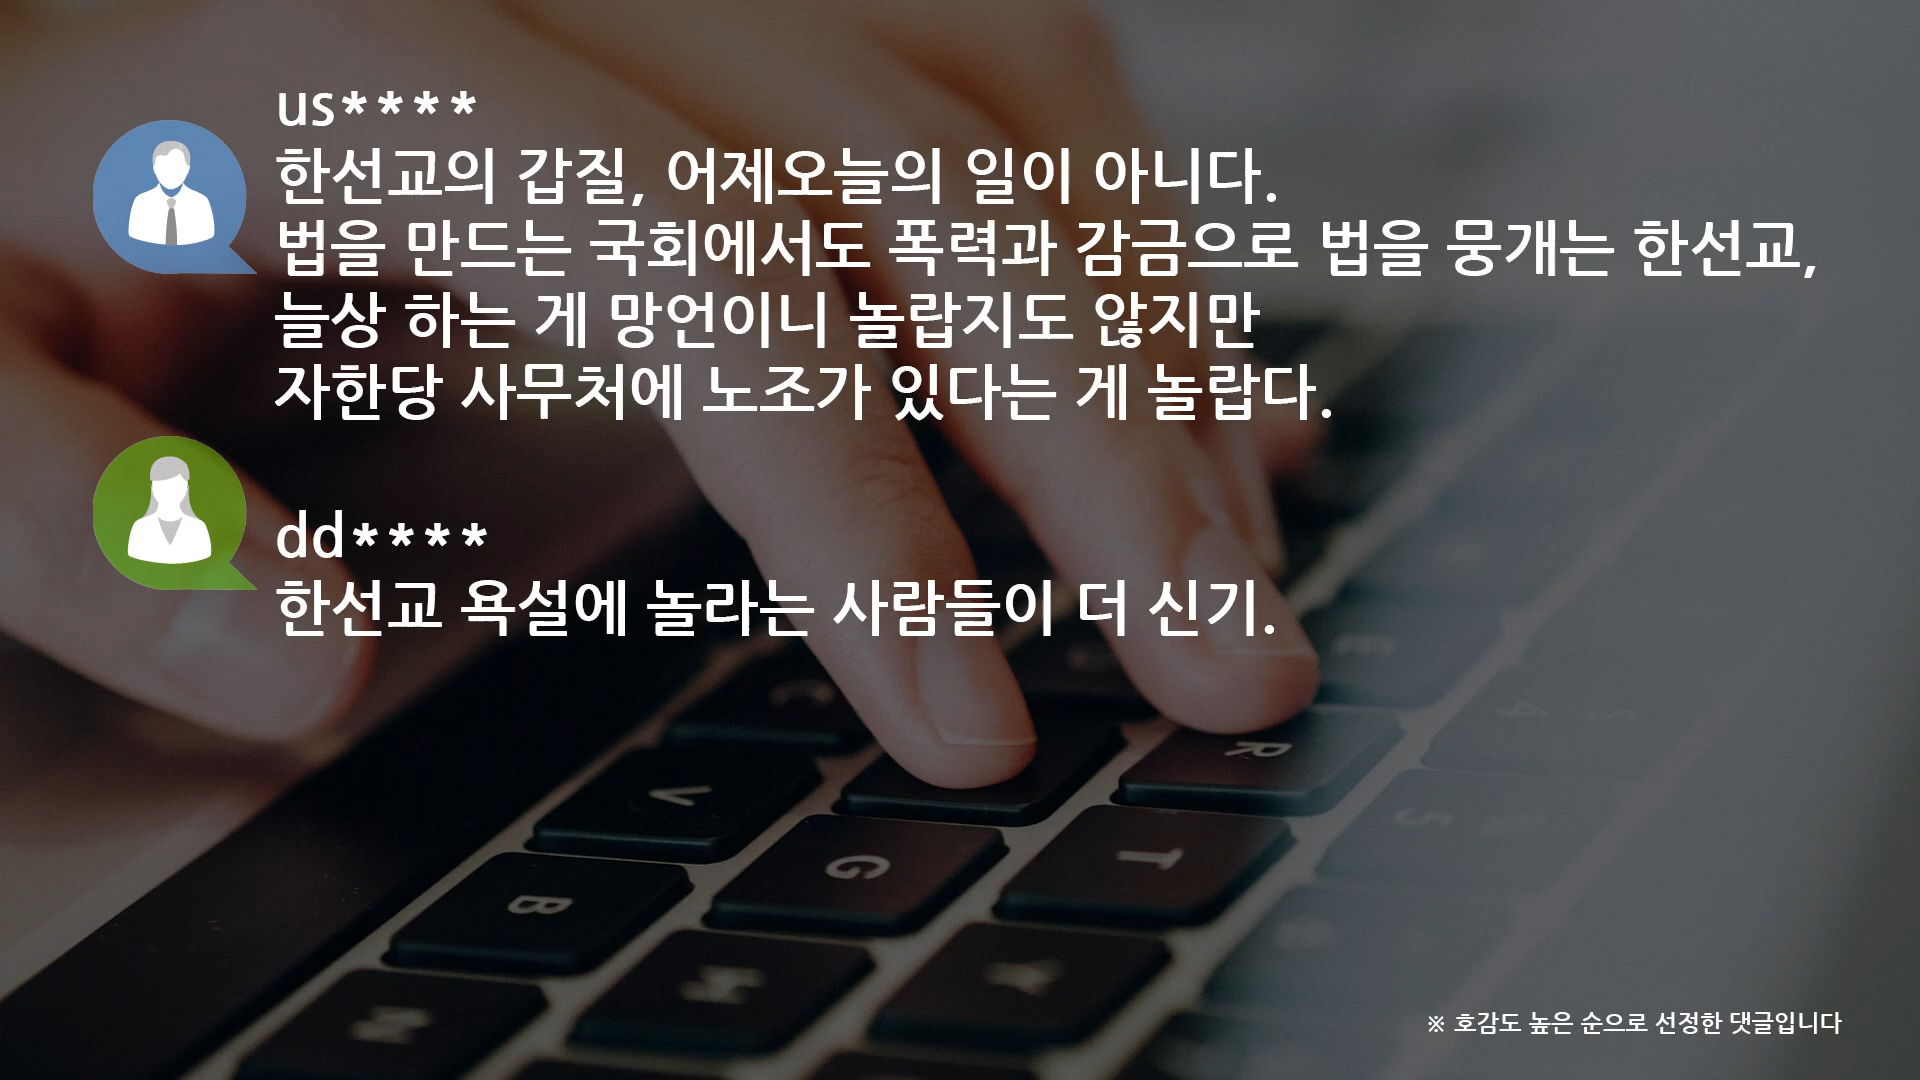 us****
한선교의 갑질, 어제오늘의 일이 아니다.
법을 만드는 국회에서도 폭력과 감금으로 법을 뭉개는 한선교,
늘상 하는 게 망언이니 놀랍지도 않지만
자한당 사무처에 노조가 있다는 게 놀랍다.
dd****
한선교 욕설에 놀라는 사람들이 더 신기.
C
E
V
R
G
T
B
H
Y
M
※ 호감도 높은 순으로 선정한 댓글입니다